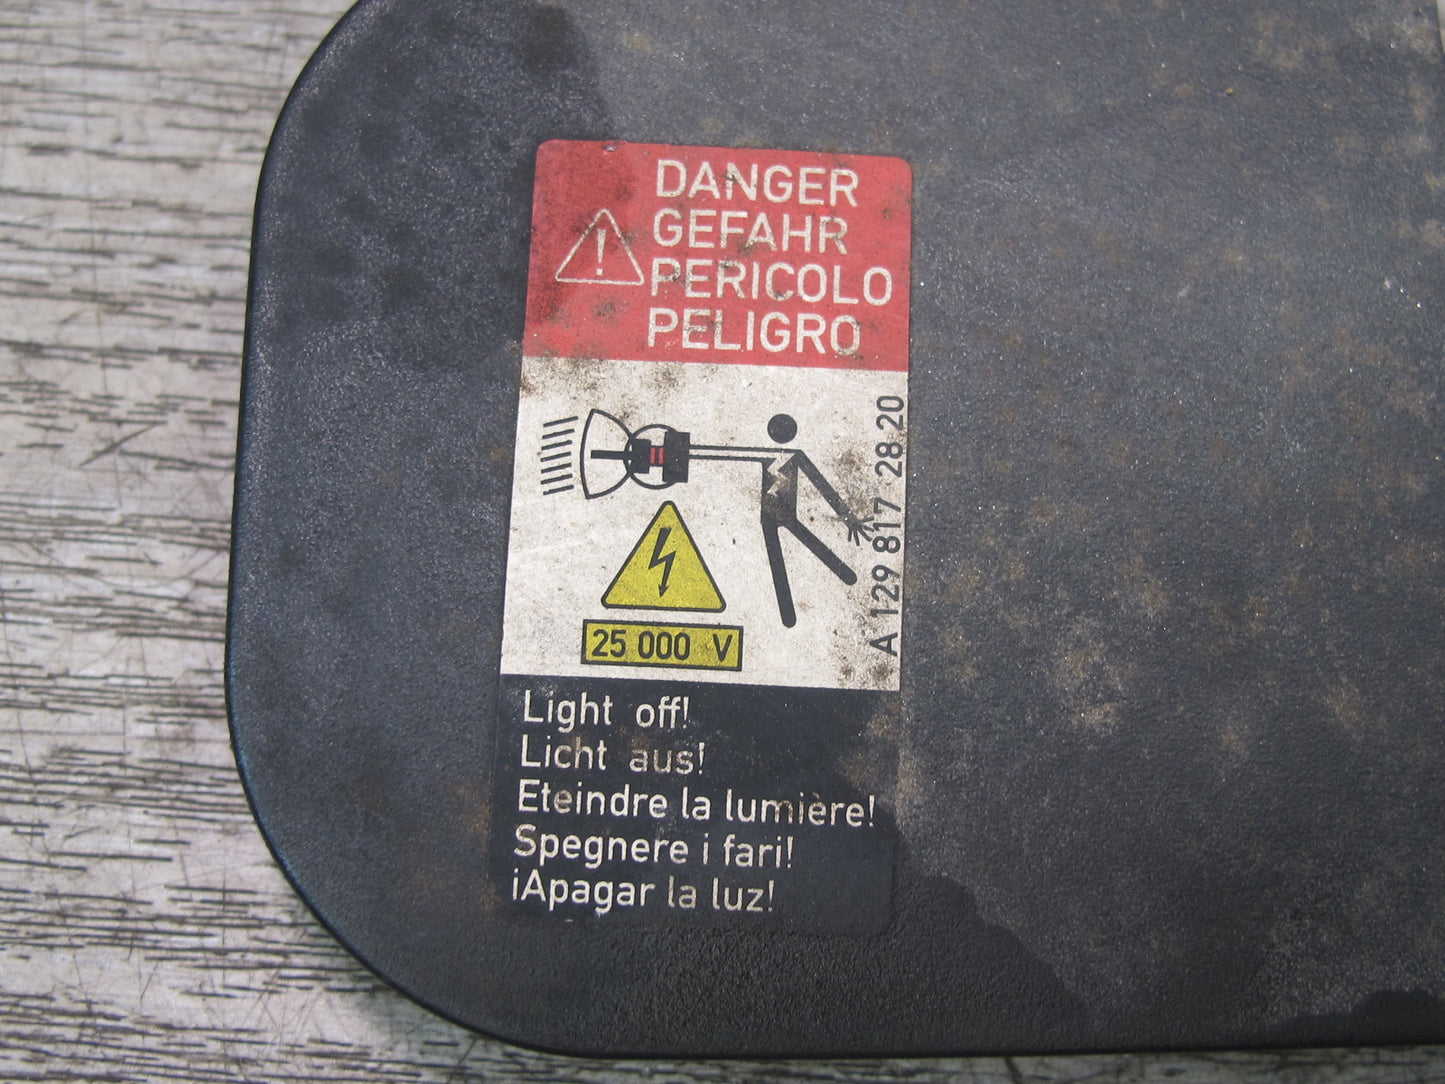 DANGER
GEFAHR
PERICOLO
PELIGRO
A 129 817 28 20
25 000 V
Light off!
Licht aus!
Eteindre la lumière!
Spegnere i fari!
¡Apagar la luz!